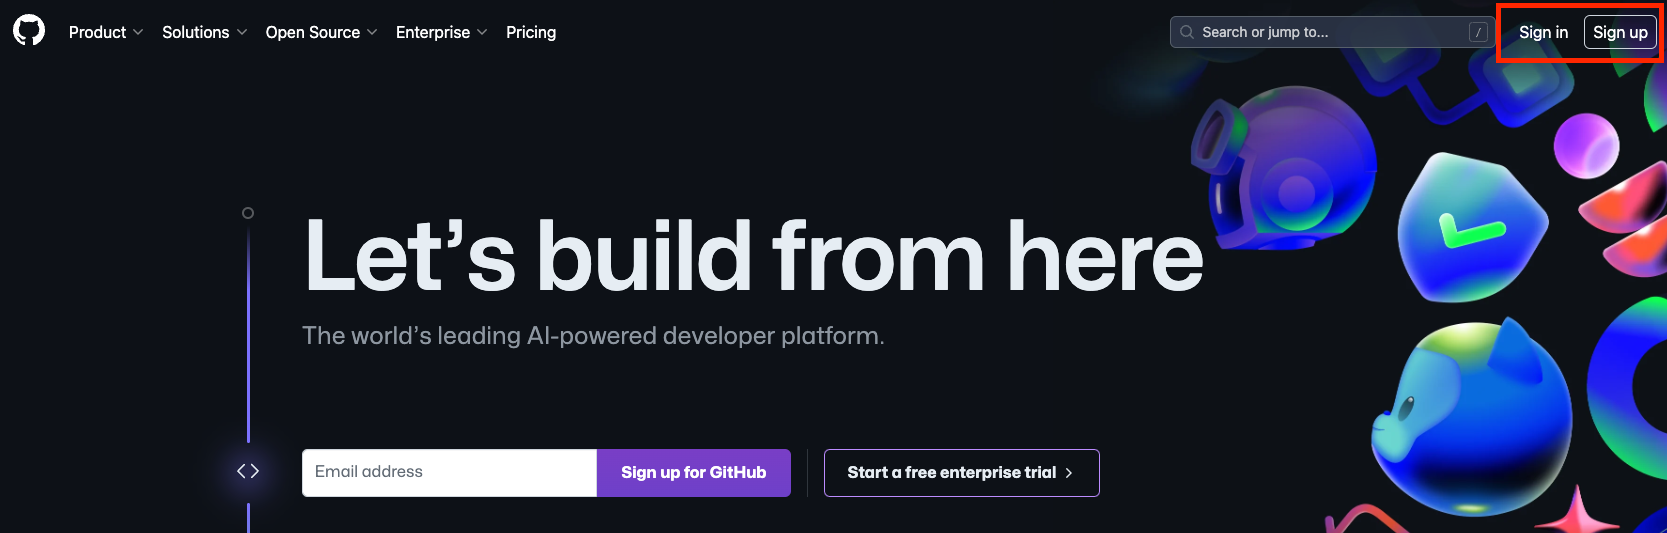 Product Solutions Open Source Enterprise Pricing Search or jump to... / Sign in Sign up
Let’s build from here
The world’s leading AI-powered developer platform.
Email address Sign up for GitHub Start a free enterprise trial